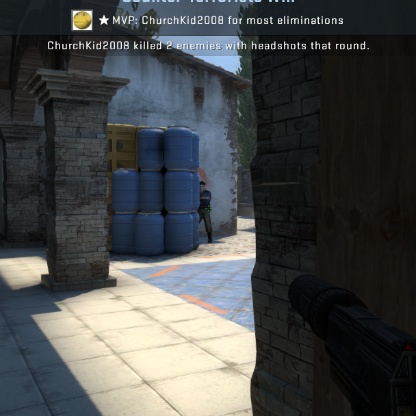 Counter-Terrorists Win
★ MVP: ChurchKid2008 for most eliminations
ChurchKid2008 killed 2 enemies with headshots that round.